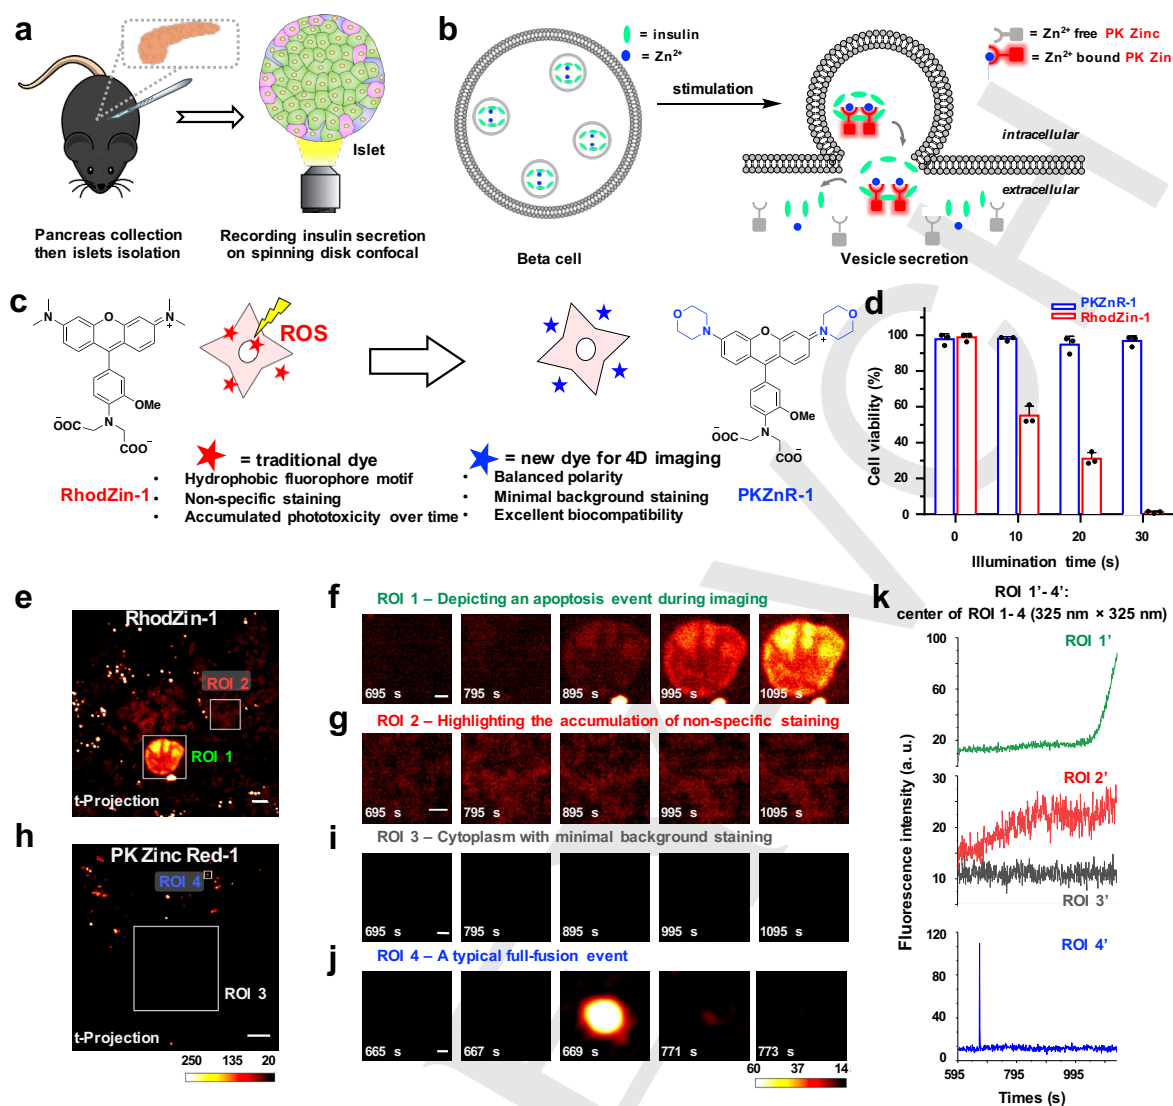 a
Islet
Pancreas collection
then islets isolation
Recording insulin secretion
on spinning disk confocal
b
= insulin
= Zn²⁺
stimulation
= Zn²⁺ free PK Zinc
= Zn²⁺ bound PK Zin
intracellular
extracellular
Beta cell
Vesicle secretion
c
N
O
N
+
OMe
N
⁻OOC
COO⁻
RhodZin-1
ROS
= traditional dye
• Hydrophobic fluorophore motif
• Non-specific staining
• Accumulated phototoxicity over time
= new dye for 4D imaging
• Balanced polarity
• Minimal background staining
• Excellent biocompatibility
O
N
O
N
+
O
OMe
N
⁻OOC
COO⁻
PKZnR-1
d
PKZnR-1
RhodZin-1
Cell viability (%)
100
80
60
40
20
0
0 10 20 30
Illumination time (s)
e
RhodZin-1
ROI 2
ROI 1
t-Projection
f
ROI 1 – Depicting an apoptosis event during imaging
695 s 795 s 895 s 995 s 1095 s
g
ROI 2 – Highlighting the accumulation of non-specific staining
695 s 795 s 895 s 995 s 1095 s
h
PK Zinc Red-1
ROI 4
ROI 3
t-Projection
250 135 20
i
ROI 3 – Cytoplasm with minimal background staining
695 s 795 s 895 s 995 s 1095 s
j
ROI 4 – A typical full-fusion event
665 s 667 s 669 s 771 s 773 s
60 37 14
k
ROI 1'- 4':
center of ROI 1- 4 (325 nm × 325 nm)
Fluorescence intensity (a. u.)
100
60
20
ROI 1'
30
20
10
ROI 2'
ROI 3'
120
80
40
0
ROI 4'
595 795 995
Times (s)